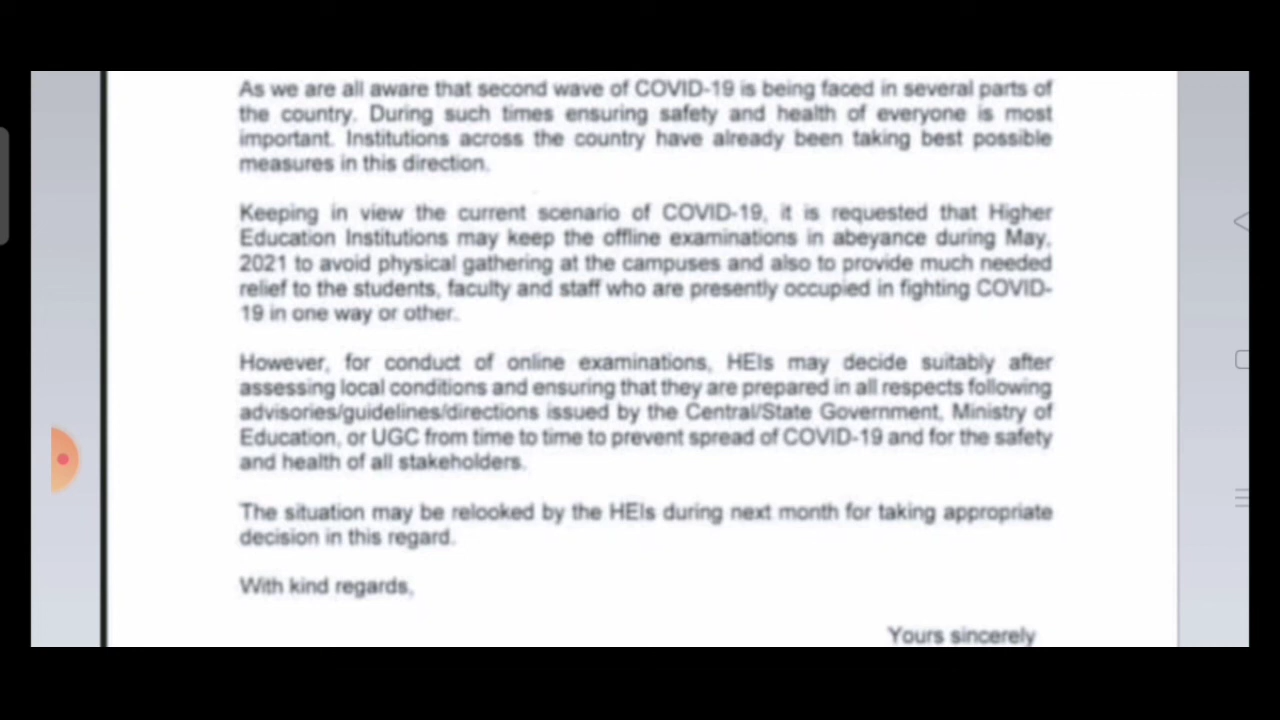 As we are all aware that second wave of COVID-19 is being faced in several parts of
the country. During such times ensuring safety and health of everyone is most
important. Institutions across the country have already been taking best possible
measures in this direction.
Keeping in view the current scenario of COVID-19, it is requested that Higher
Education Institutions may keep the offline examinations in abeyance during May,
2021 to avoid physical gathering at the campuses and also to provide much needed
relief to the students, faculty and staff who are presently occupied in fighting COVID-
19 in one way or other.
However, for conduct of online examinations, HEIs may decide suitably after
assessing local conditions and ensuring that they are prepared in all respects following
advisories/guidelines/directions issued by the Central/State Government, Ministry of
Education, or UGC from time to time to prevent spread of COVID-19 and for the safety
and health of all stakeholders.
The situation may be relooked by the HEIs during next month for taking appropriate
decision in this regard.
With kind regards,
Yours sincerely